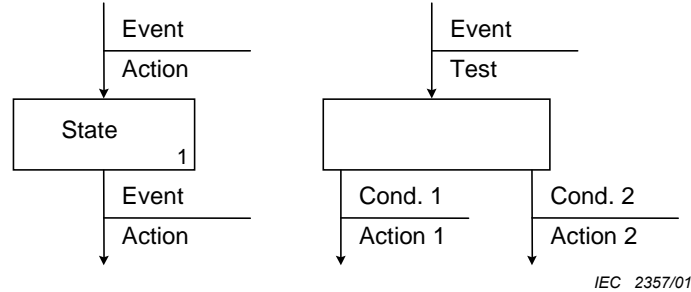 Event Event
Action Test
State
1
Event Cond. 1 Cond. 2
Action Action 1 Action 2
IEC 2357/01